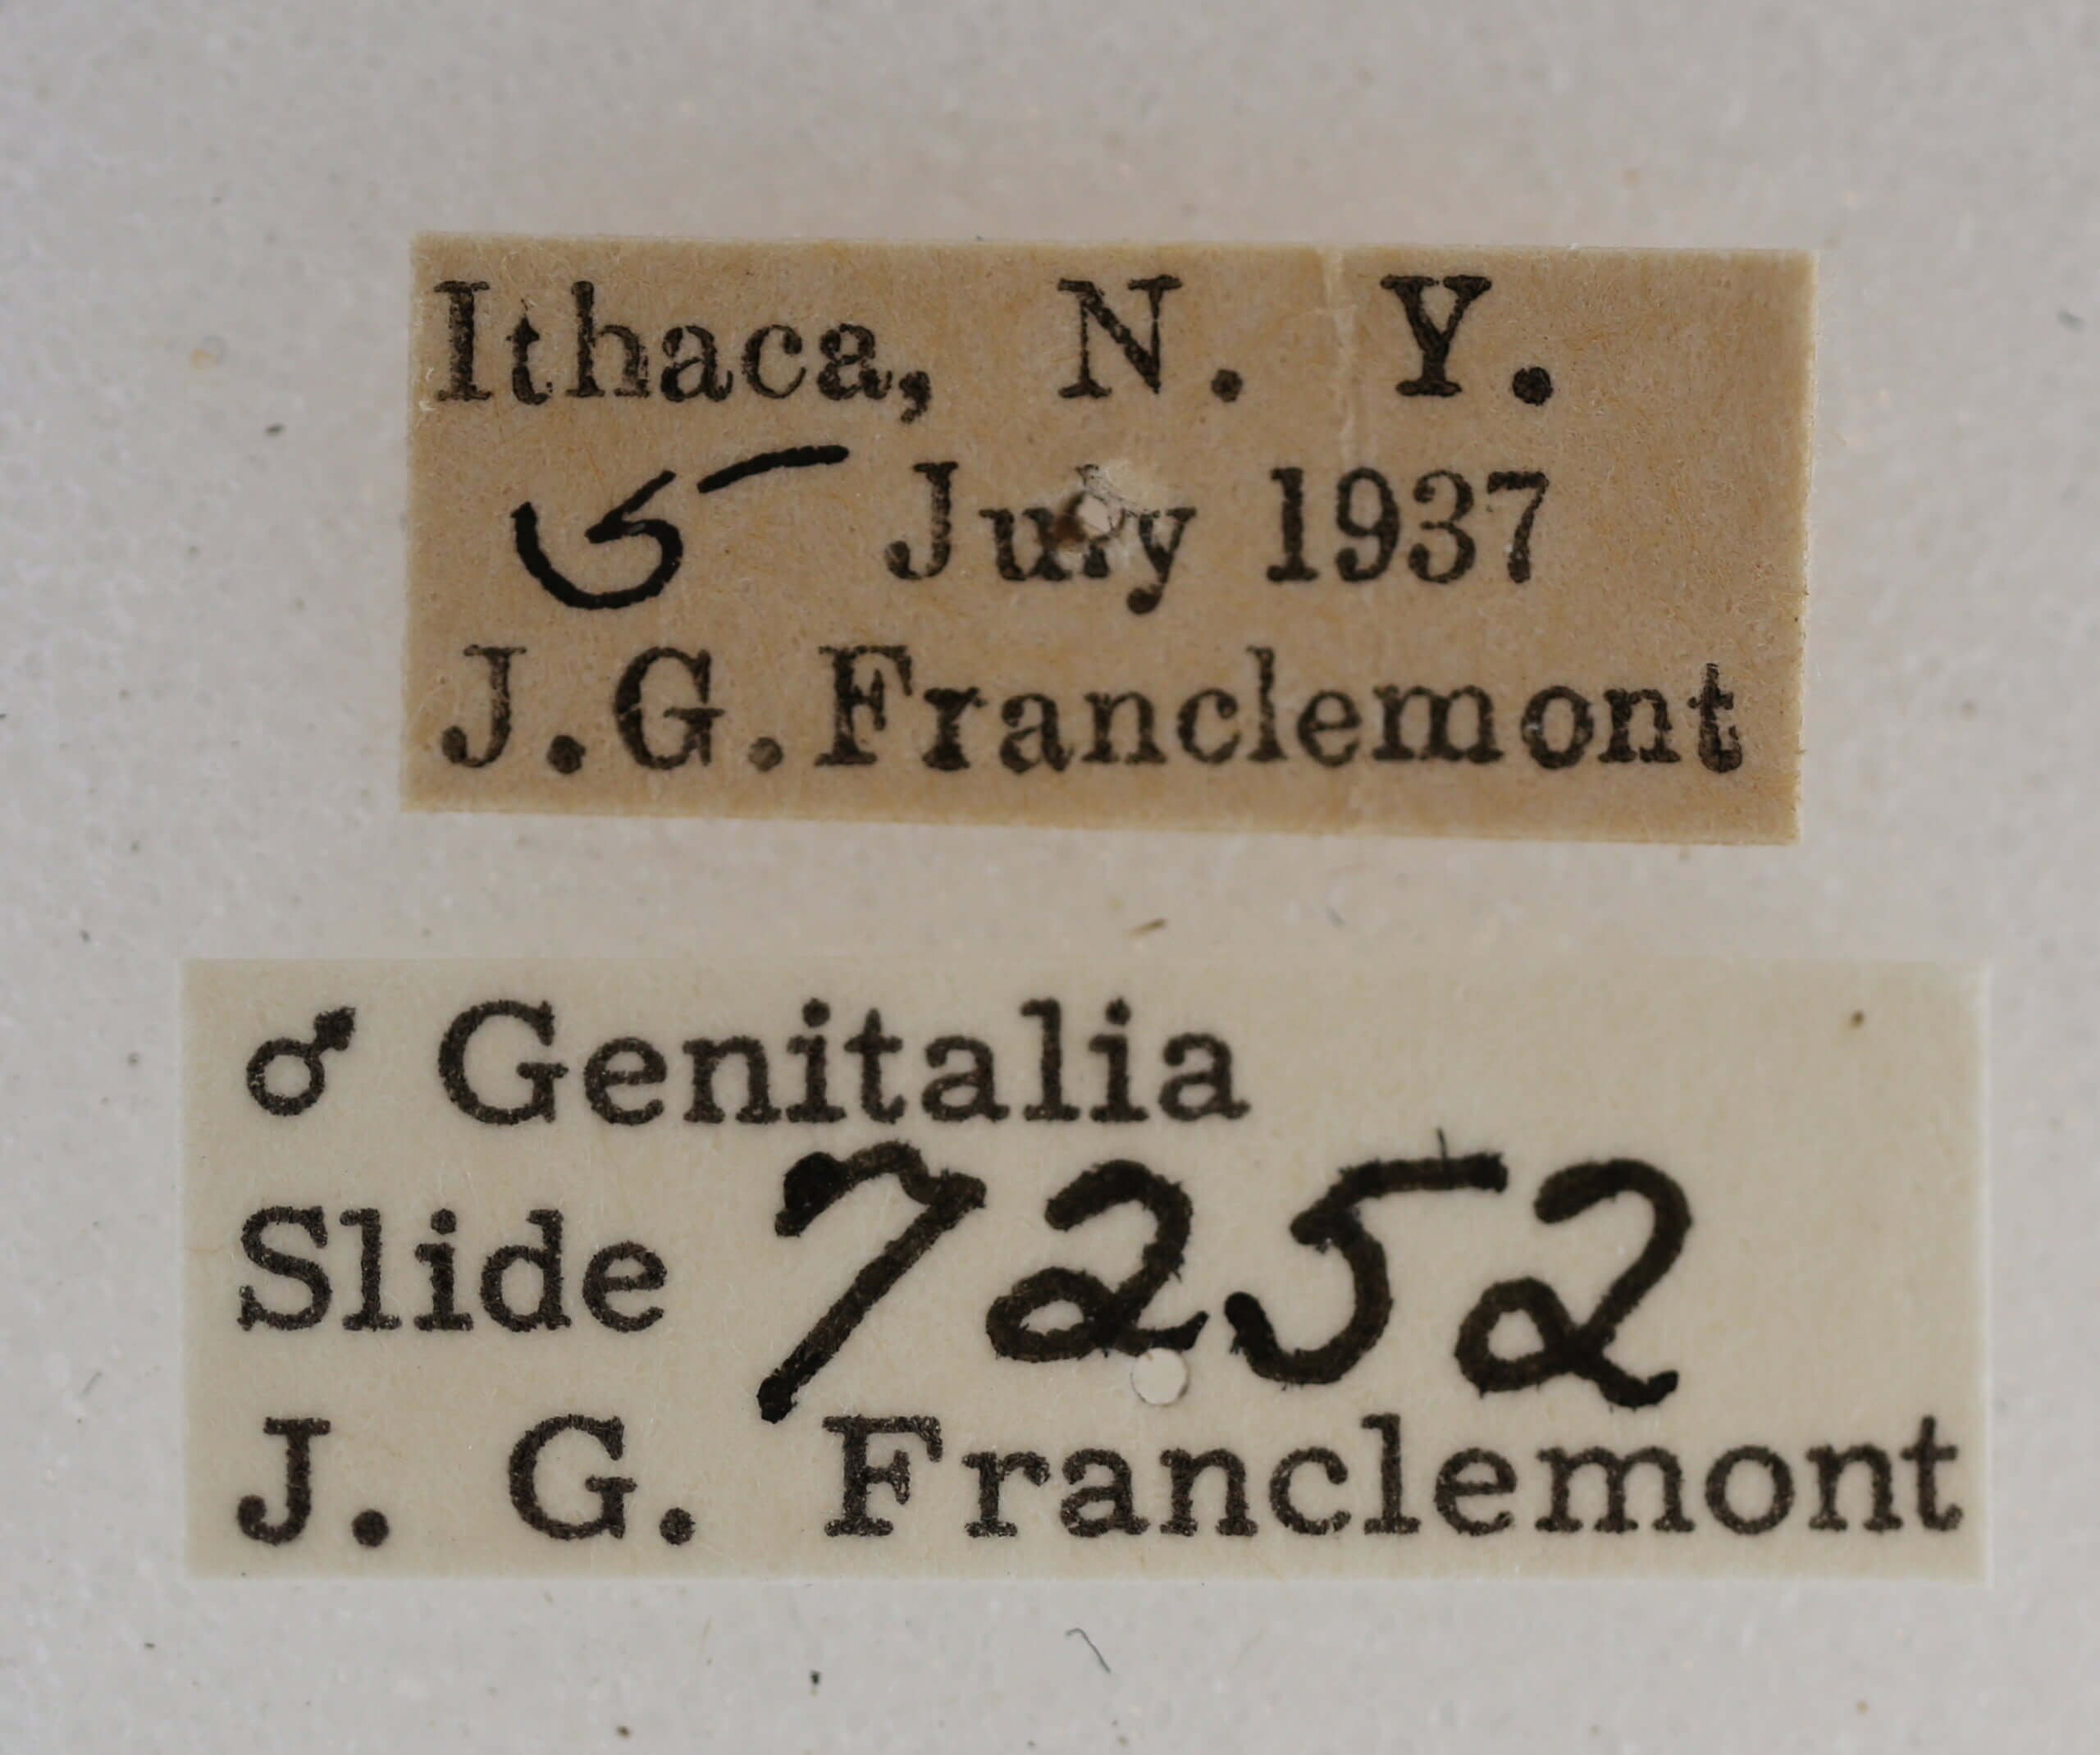 Ithaca, N. Y.
5 July 1937
J.G.Franclemont
♂ Genitalia
Slide 7252
J. G. Franclemont